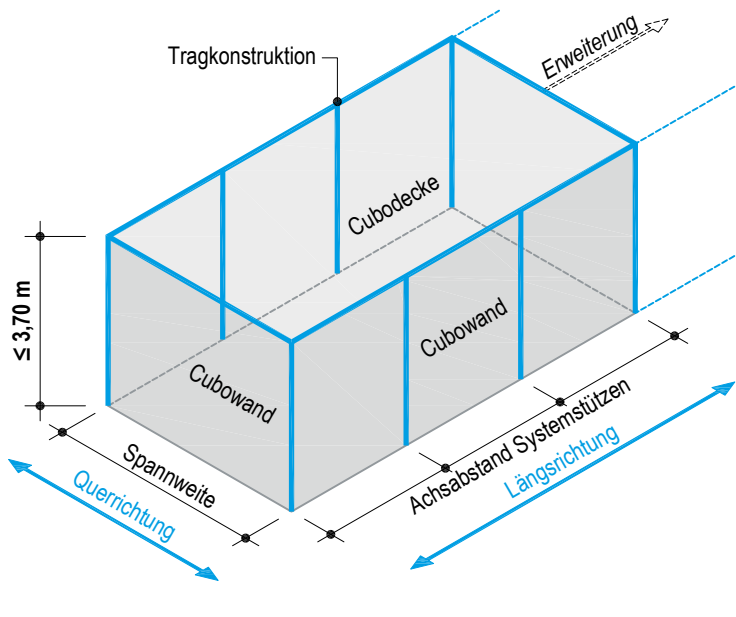 Erweiterung
Tragkonstruktion
Cubodecke
≤ 3,70 m
Cubowand
Cubowand
Spannweite
Achsabstand Systemstützen
Querrichtung
Längsrichtung